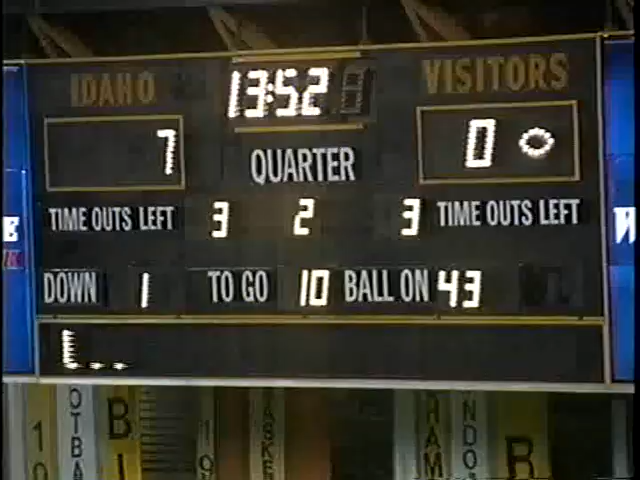 IDAHO 13:52 VISITORS
7 QUARTER 0
TIME OUTS LEFT 3 2 3 TIME OUTS LEFT
DOWN 1 TO GO 10 BALL ON 43